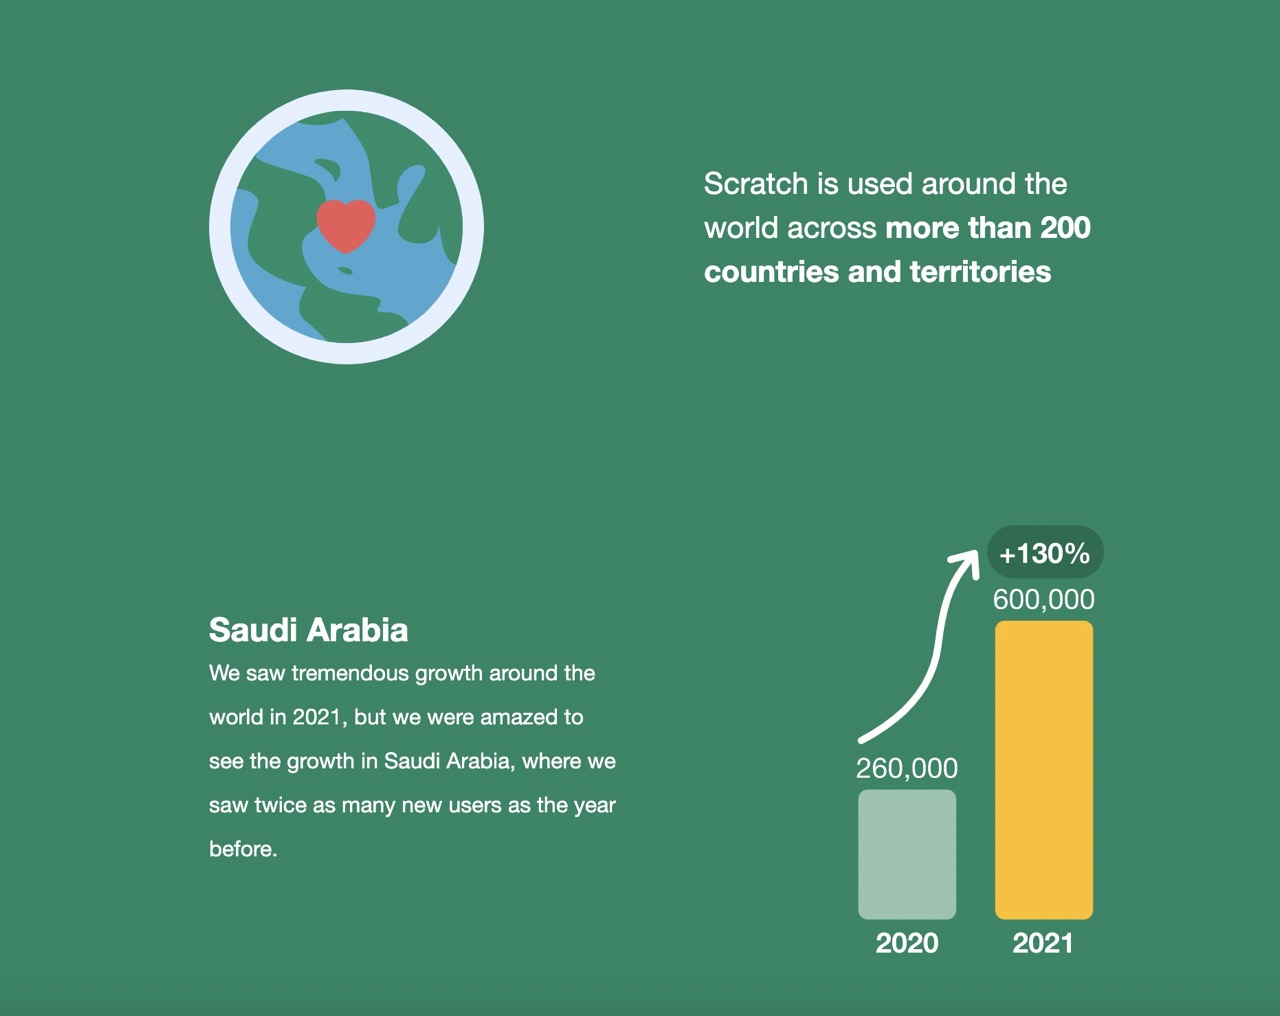 Scratch is used around the
world across more than 200
countries and territories
Saudi Arabia
We saw tremendous growth around the
world in 2021, but we were amazed to
see the growth in Saudi Arabia, where we
saw twice as many new users as the year
before.
+130%
600,000
260,000
2020
2021